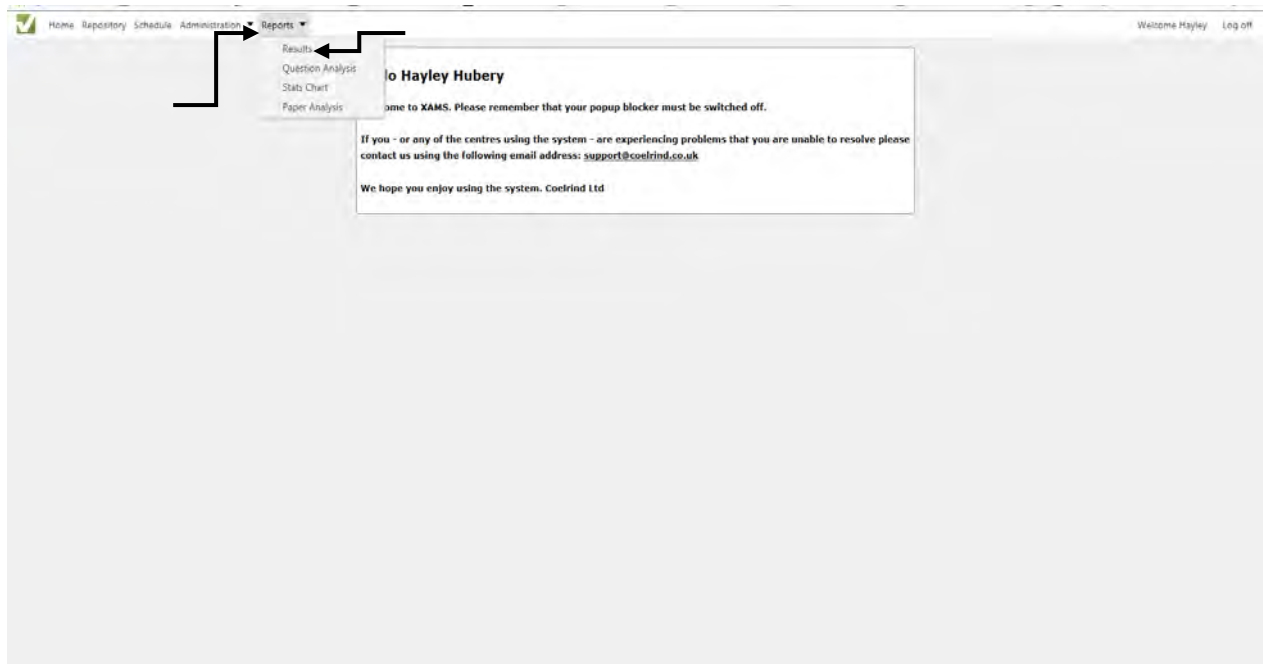 Home Repository Schedule Administration Reports Welcome Hayley Log off
Results
Question Analysis
Stats Chart
Paper Analysis
lo Hayley Hubery
ome to XAMS. Please remember that your popup blocker must be switched off.
If you - or any of the centres using the system - are experiencing problems that you are unable to resolve please
contact us using the following email address: support@coelrind.co.uk
We hope you enjoy using the system. Coelrind Ltd